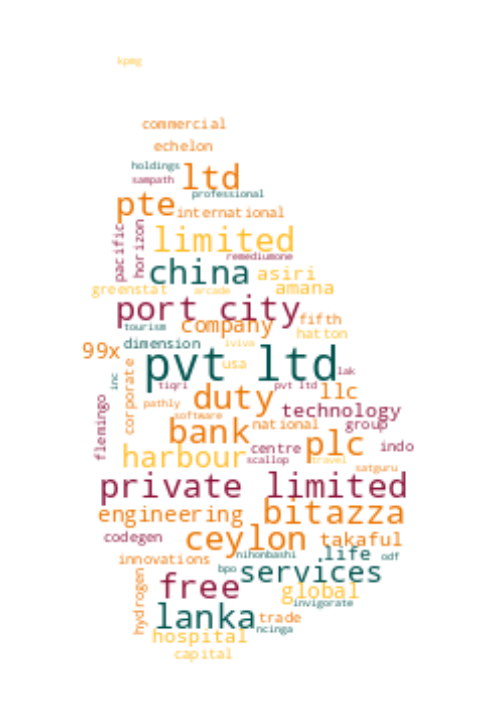 kpmg
commercial
echelon
holdings
sampath
ltd
professional
pte
international
pacific
horizon
limited
remediumone
china
asiri
greenstat
arcade
amana
port city
tourism
company
fifth
hatton
99x
dimension
iviva
pvt ltd
usa
lak
inc
corporate
tiqri
pvt ltd
duty
llc
pathly
software
technology
flemingo
bank
national
group
plc
indo
harbour
centre
scallop
travel
satguru
private limited
engineering
bitazza
codegen
ceylon
takaful
innovations
nihonbashi
life
odf
bpo
services
hydrogen
free
global
invigorate
lanka
trade
ncinga
hospital
capital